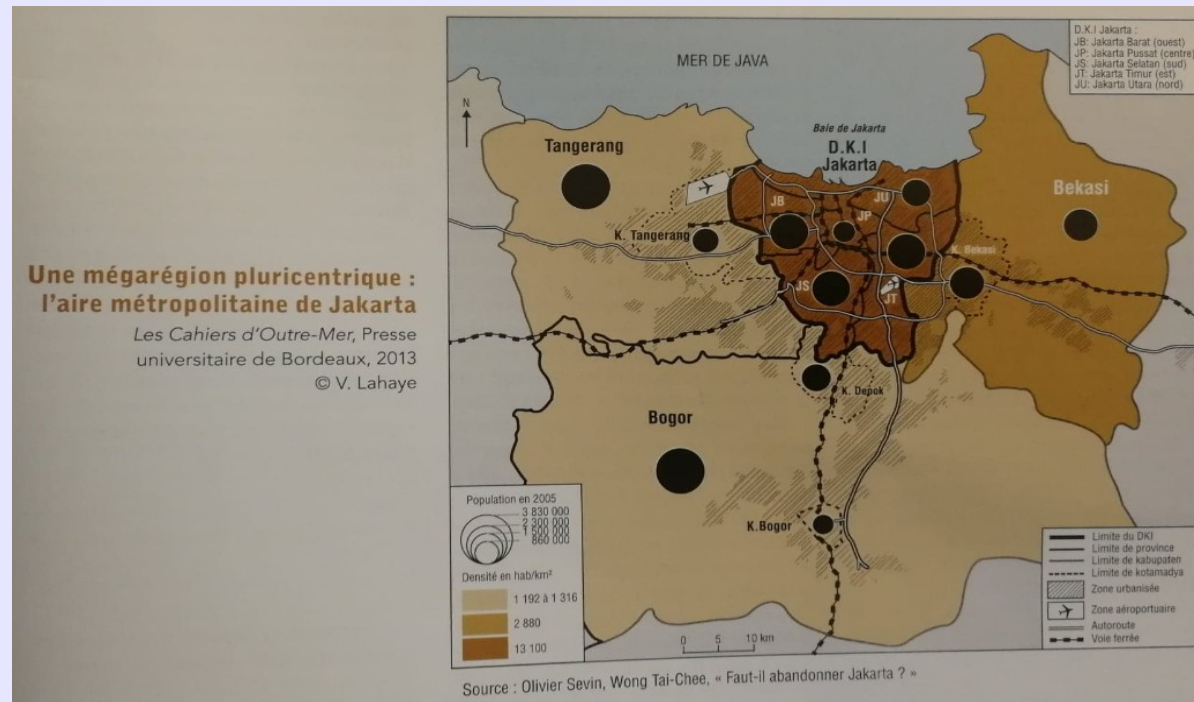 Une mégarégion pluricentrique :
l'aire métropolitaine de Jakarta
Les Cahiers d'Outre-Mer, Presse
universitaire de Bordeaux, 2013
© V. Lahaye
D.K.I Jakarta :
JB: Jakarta Barat (ouest)
JP: Jakarta Pussat (centre)
JS: Jakarta Selatan (sud)
JT: Jakarta Timur (est)
JU: Jakarta Utara (nord)
MER DE JAVA
N
Baie de Jakarta
D.K.I
Jakarta
Tangerang
Bekasi
JB
JU
JP
K. Tangerang
K. Bekasi
JS
JT
K. Depok
Bogor
K.Bogor
Population en 2005
3 830 000
2 300 000
1 500 000
860 000
Densité en hab/km²
1 192 à 1 316
2 880
13 100
0 5 10 km
Limite du DKI
Limite de province
Limite de kabupaten
Limite de kotamadya
Zone urbanisée
Zone aéroportuaire
Autoroute
Voie ferrée
Source : Olivier Sevin, Wong Tai-Chee, « Faut-il abandonner Jakarta ? »